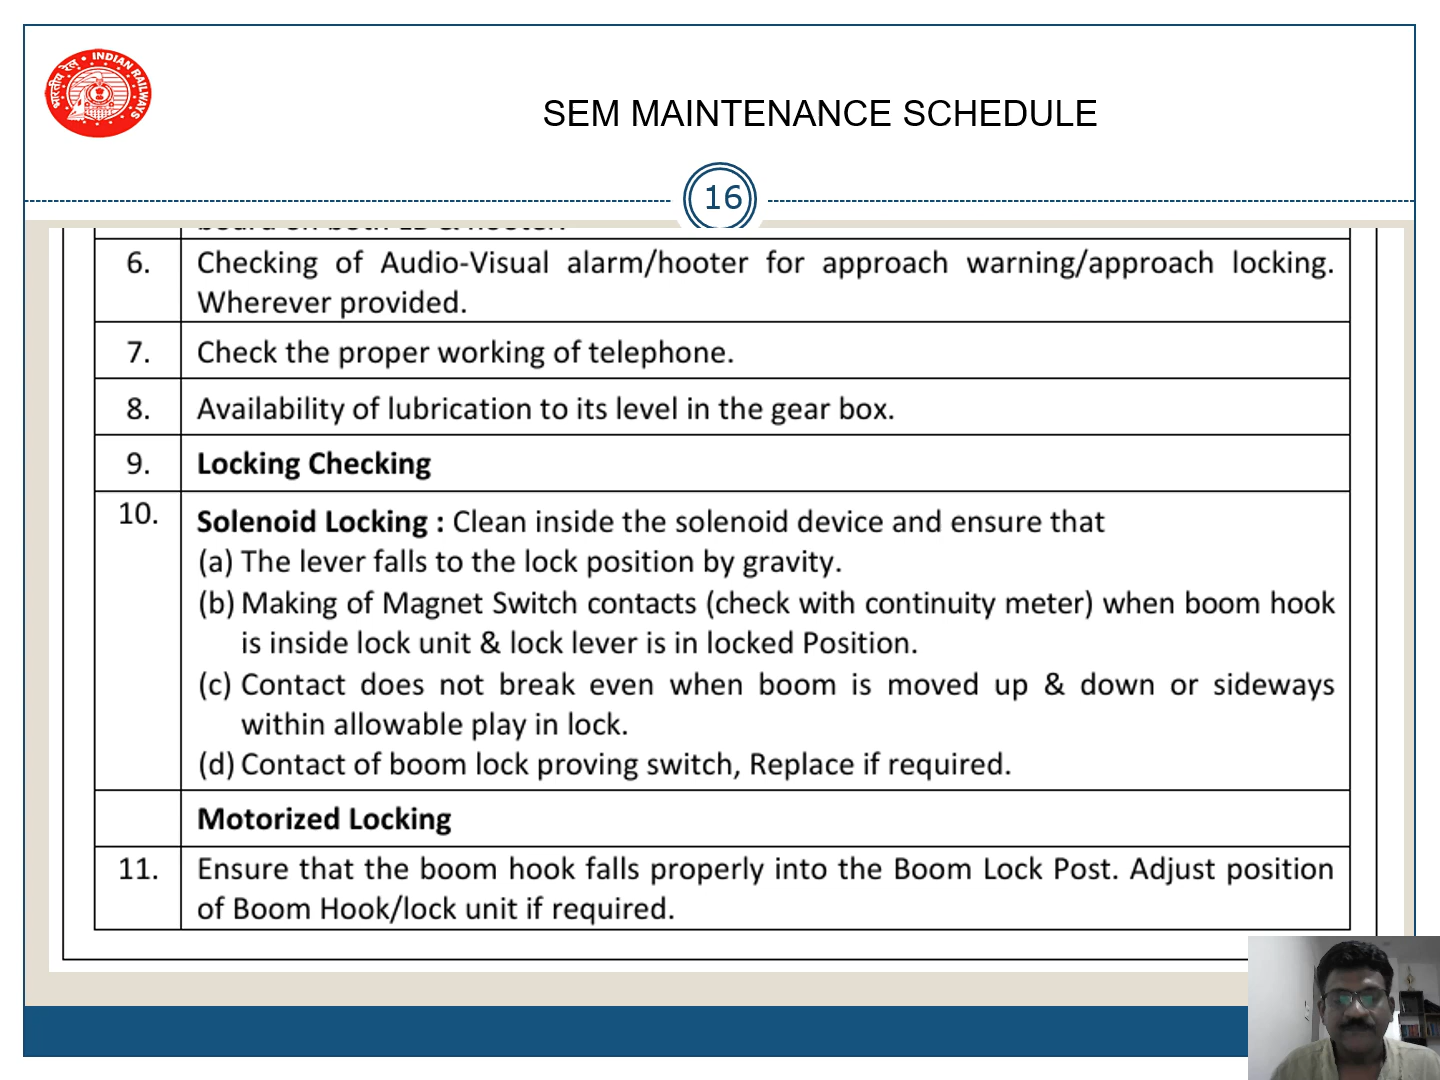 भारतीय रेल • INDIAN RAILWAYS
SEM MAINTENANCE SCHEDULE
16
board on both
6. Checking of Audio-Visual alarm/hooter for approach warning/approach locking.
Wherever provided.
7. Check the proper working of telephone.
8. Availability of lubrication to its level in the gear box.
9. Locking Checking
10. Solenoid Locking : Clean inside the solenoid device and ensure that
(a) The lever falls to the lock position by gravity.
(b) Making of Magnet Switch contacts (check with continuity meter) when boom hook
is inside lock unit & lock lever is in locked Position.
(c) Contact does not break even when boom is moved up & down or sideways
within allowable play in lock.
(d) Contact of boom lock proving switch, Replace if required.
Motorized Locking
11. Ensure that the boom hook falls properly into the Boom Lock Post. Adjust position
of Boom Hook/lock unit if required.